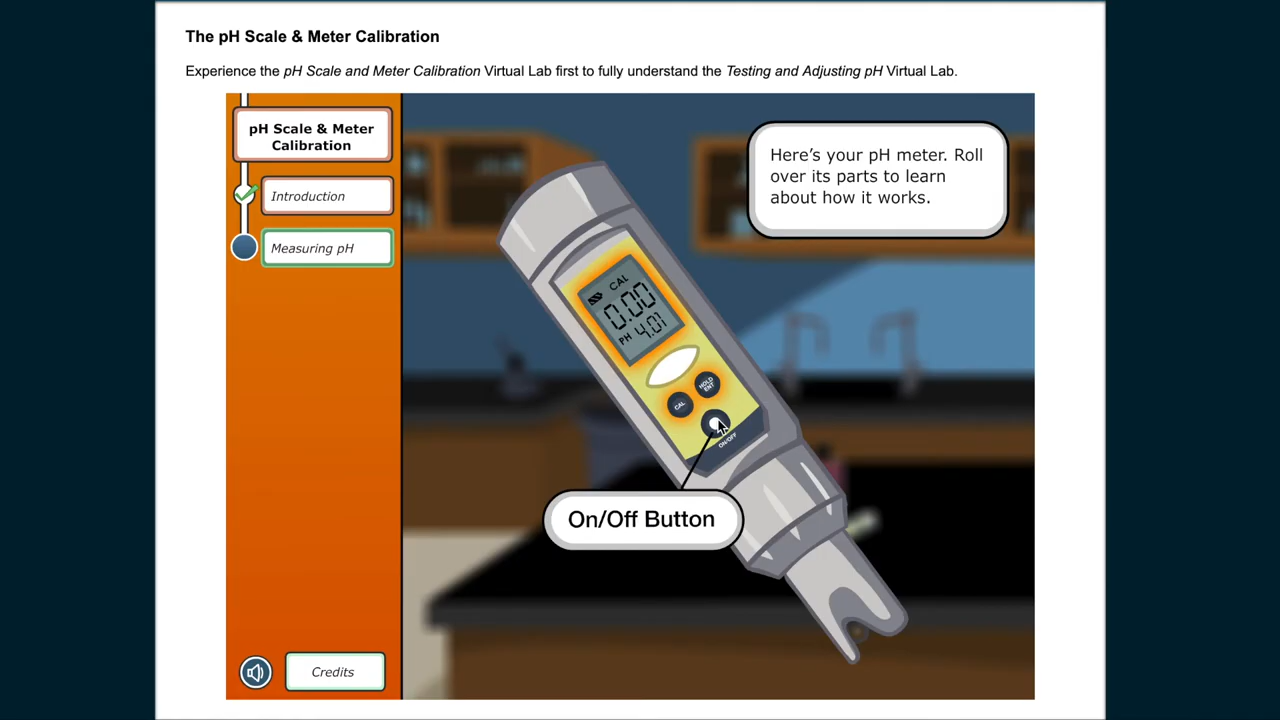 The pH Scale & Meter Calibration
Experience the pH Scale and Meter Calibration Virtual Lab first to fully understand the Testing and Adjusting pH Virtual Lab.
pH Scale & Meter
Calibration
Introduction
Measuring pH
Here’s your pH meter. Roll
over its parts to learn
about how it works.
CAL
0.00
PH 4.01
HOLD
ENT
CAL
ON/OFF
On/Off Button
Credits